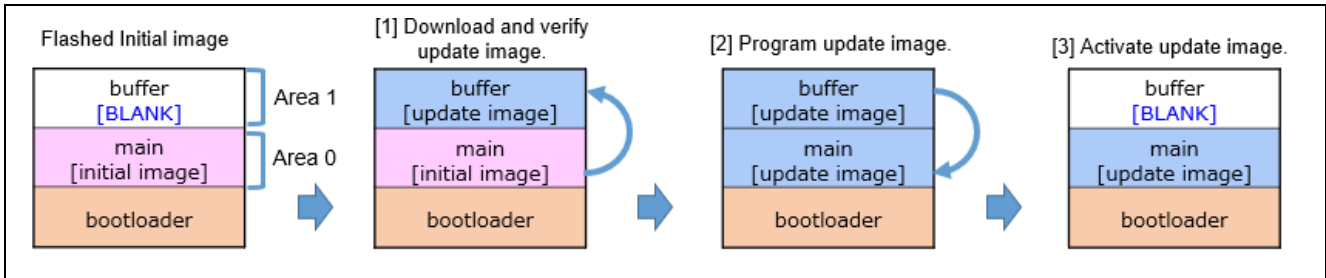 Flashed Initial image
buffer
[BLANK]
Area 1
main
[initial image]
Area 0
bootloader
[1] Download and verify
update image.
buffer
[update image]
main
[initial image]
bootloader
[2] Program update image.
buffer
[update image]
main
[update image]
bootloader
[3] Activate update image.
buffer
[BLANK]
main
[update image]
bootloader